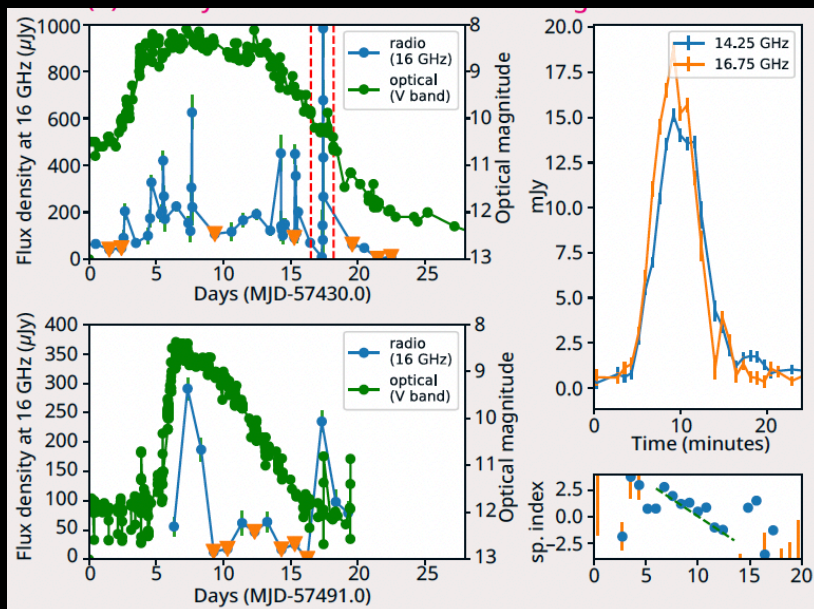 1000
800
600
400
200
0
Flux density at 16 GHz (μJy)
radio
(16 GHz)
optical
(V band)
8
9
10
11
12
13
Optical magnitude
0 5 10 15 20 25
Days (MJD-57430.0)
400
350
300
250
200
150
100
50
0
Flux density at 16 GHz (μJy)
radio
(16 GHz)
optical
(V band)
8
9
10
11
12
13
Optical magnitude
0 5 10 15 20 25
Days (MJD-57491.0)
20.0
17.5
15.0
12.5
10.0
7.5
5.0
2.5
0.0
mJy
14.25 GHz
16.75 GHz
0 10 20
Time (minutes)
2.5
0.0
−2.5
sp. index
0 5 10 15 20